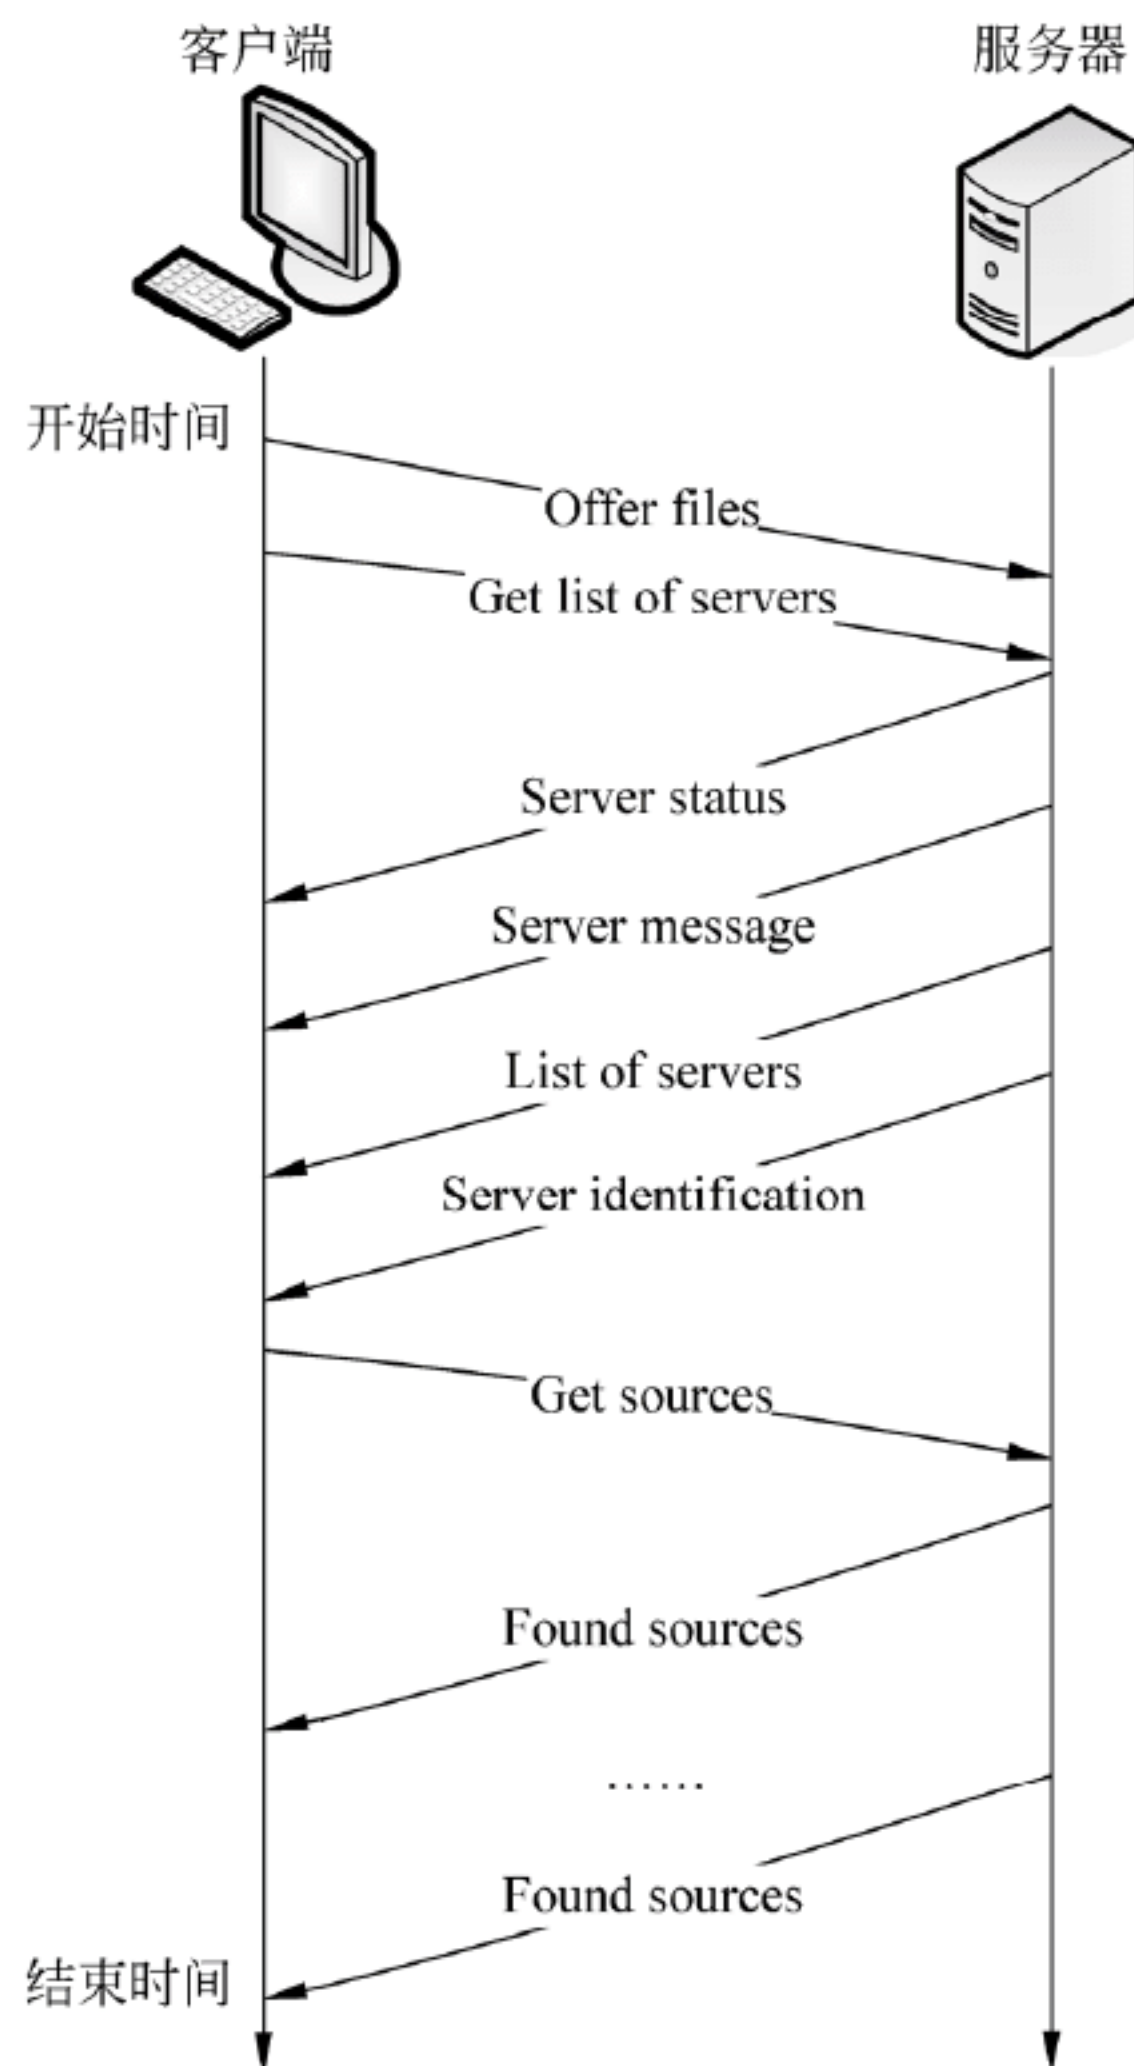 客户端
服务器
开始时间
Offer files
Get list of servers
Server status
Server message
List of servers
Server identification
Get sources
Found sources
……
Found sources
结束时间